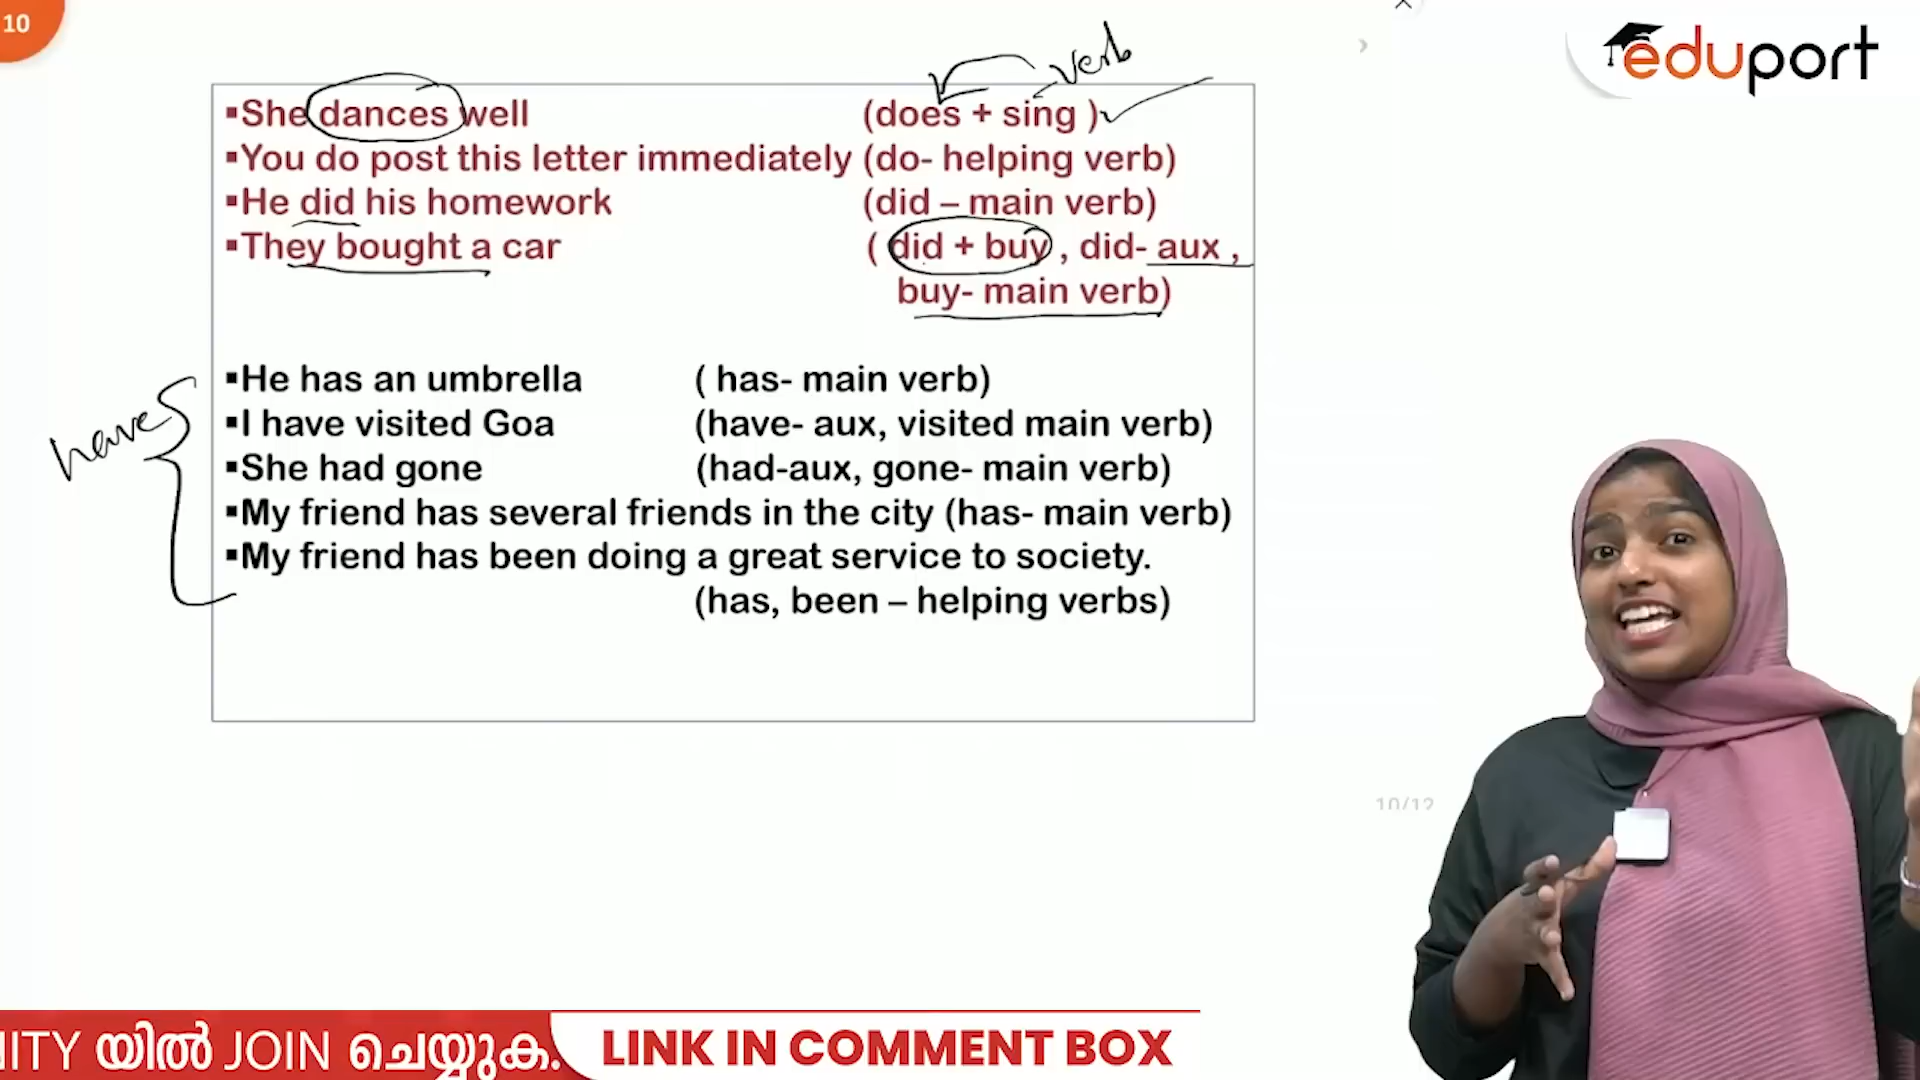 10
eduport
verb
▪She dances well (does + sing )
▪You do post this letter immediately (do- helping verb)
▪He did his homework (did – main verb)
▪They bought a car ( did + buy , did- aux ,
buy- main verb)
have
▪He has an umbrella ( has- main verb)
▪I have visited Goa (have- aux, visited main verb)
▪She had gone (had-aux, gone- main verb)
▪My friend has several friends in the city (has- main verb)
▪My friend has been doing a great service to society.
(has, been – helping verbs)
10/12
NITY യിൽ JOIN ചെയ്യുക. LINK IN COMMENT BOX